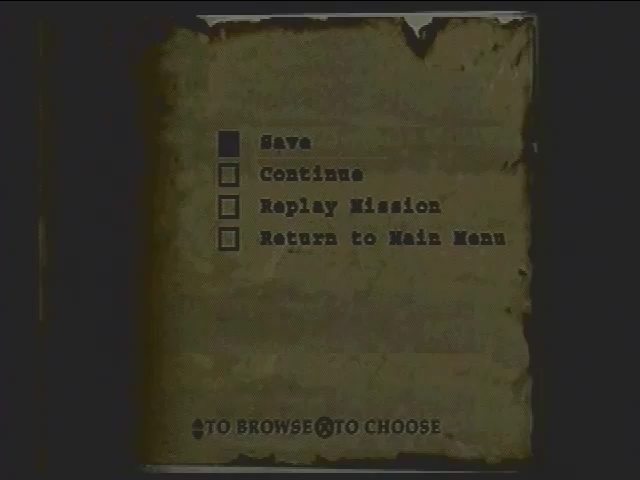 Save
Continue
Replay Mission
Return to Main Menu
TO BROWSE TO CHOOSE